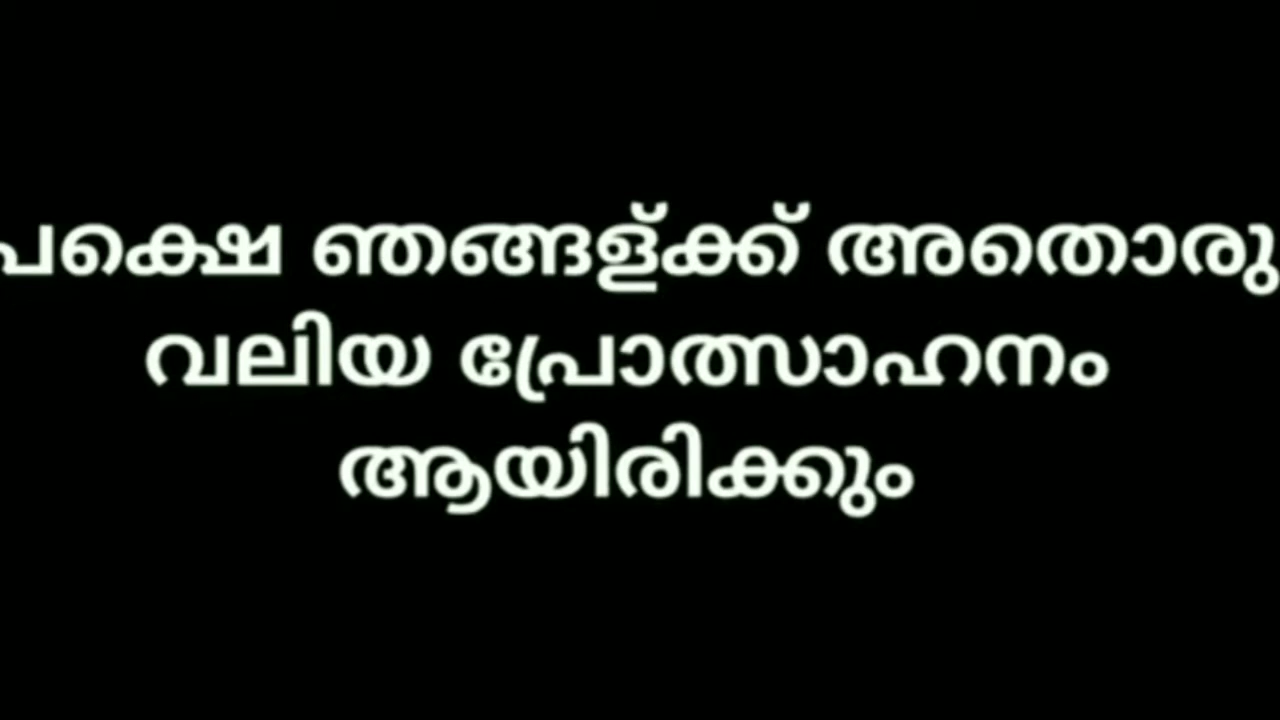 പക്ഷെ ഞങ്ങള്ക്ക് അതൊരു
വലിയ പ്രോത്സാഹനം
ആയിരിക്കും